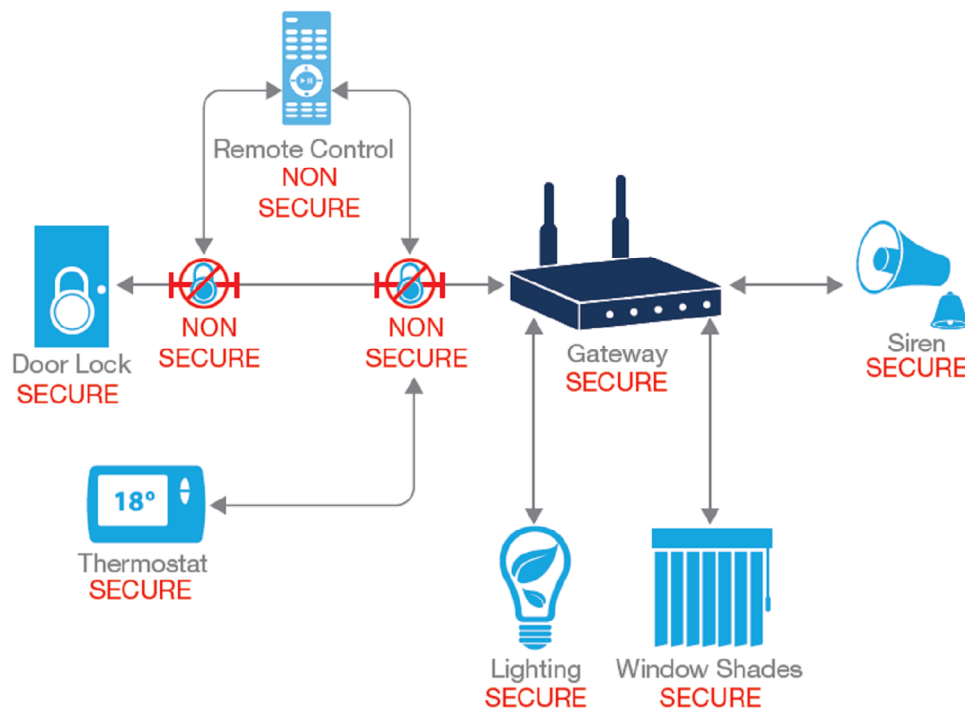 Remote Control
NON
SECURE
NON
SECURE
NON
SECURE
Door Lock
SECURE
Gateway
SECURE
Siren
SECURE
18°
Thermostat
SECURE
Lighting
SECURE
Window Shades
SECURE